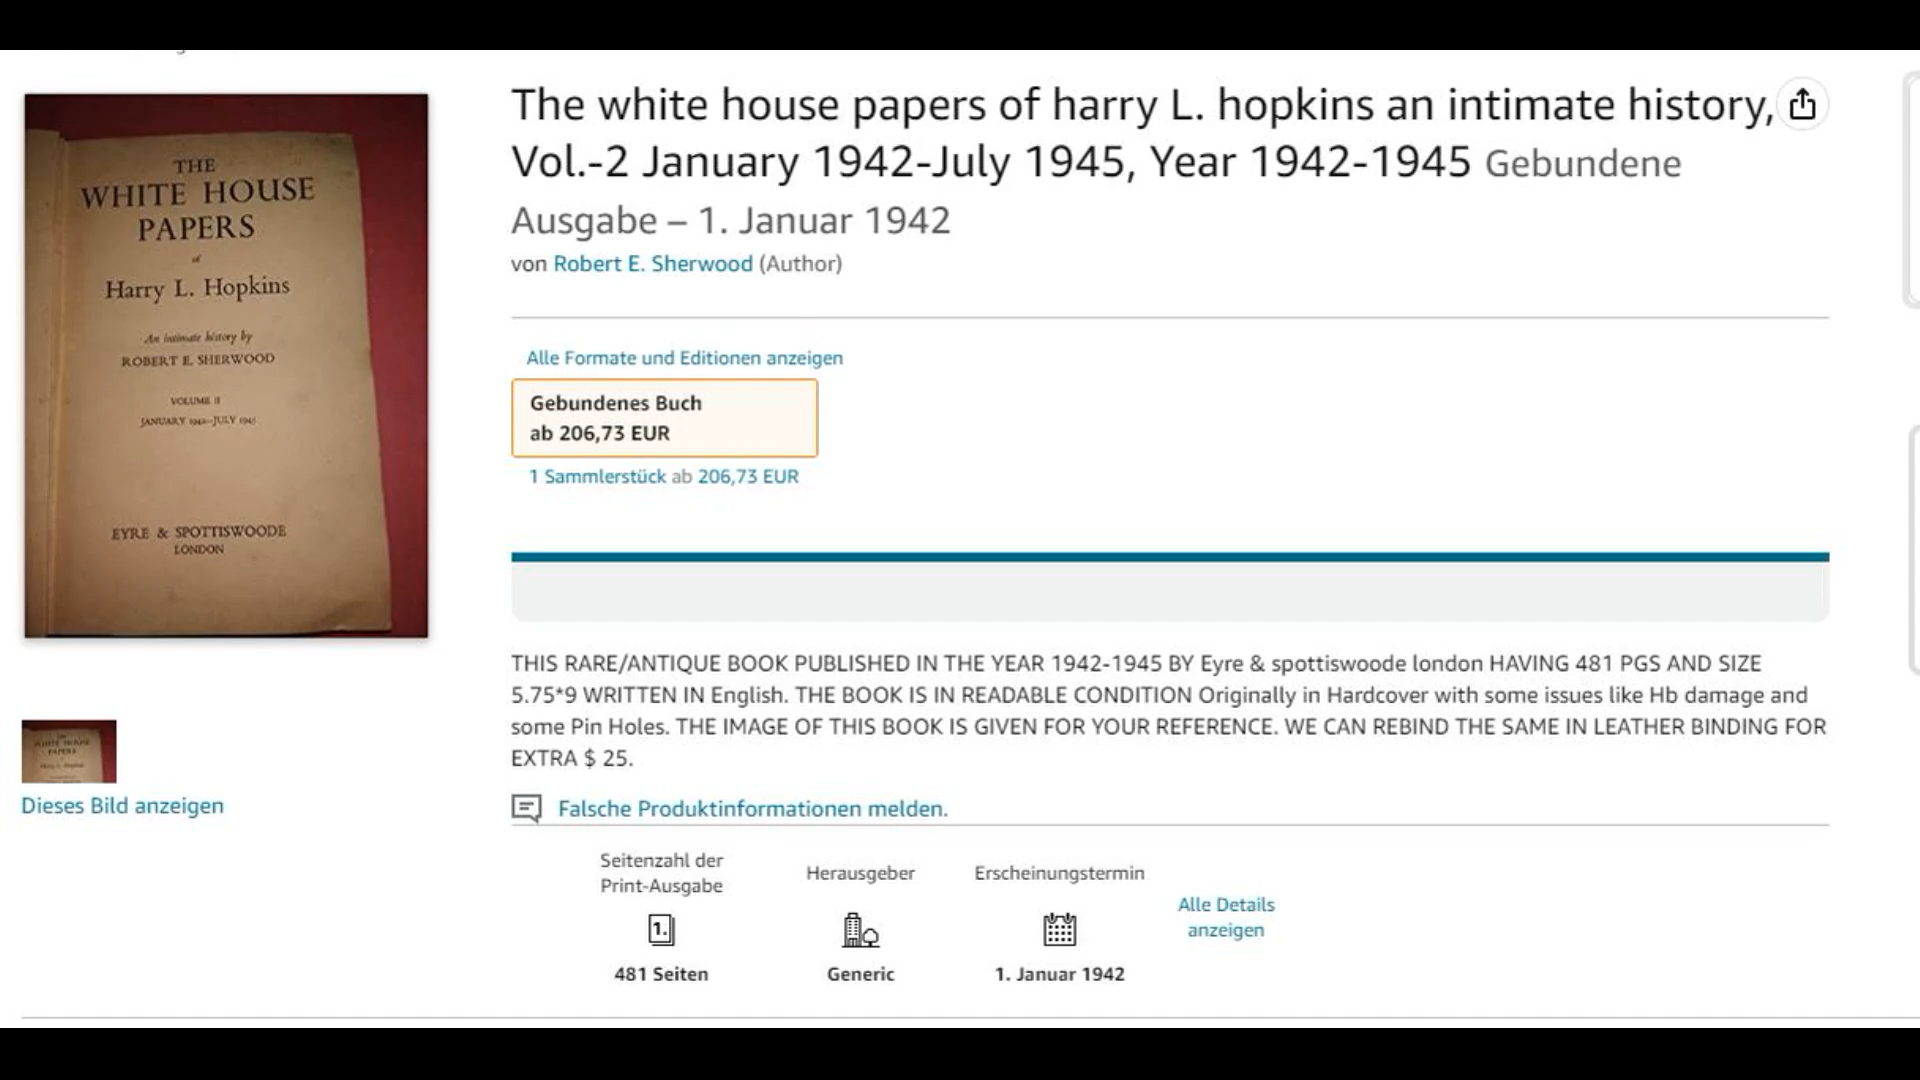 The white house papers of harry L. hopkins an intimate history,
Vol.-2 January 1942-July 1945, Year 1942-1945 Gebundene
Ausgabe – 1. Januar 1942
von Robert E. Sherwood (Author)
THE
WHITE HOUSE
PAPERS
of
Harry L. Hopkins
An intimate history by
ROBERT E. SHERWOOD
VOLUME II
JANUARY 1942–JULY 1945
EYRE & SPOTTISWOODE
LONDON
Dieses Bild anzeigen
Alle Formate und Editionen anzeigen
Gebundenes Buch
ab 206,73 EUR
1 Sammlerstück ab 206,73 EUR
THIS RARE/ANTIQUE BOOK PUBLISHED IN THE YEAR 1942-1945 BY Eyre & spottiswoode london HAVING 481 PGS AND SIZE
5.75*9 WRITTEN IN English. THE BOOK IS IN READABLE CONDITION Originally in Hardcover with some issues like Hb damage and
some Pin Holes. THE IMAGE OF THIS BOOK IS GIVEN FOR YOUR REFERENCE. WE CAN REBIND THE SAME IN LEATHER BINDING FOR
EXTRA $ 25.
Falsche Produktinformationen melden.
Seitenzahl der
Print-Ausgabe
1.
481 Seiten
Herausgeber
Generic
Erscheinungstermin
1. Januar 1942
Alle Details
anzeigen